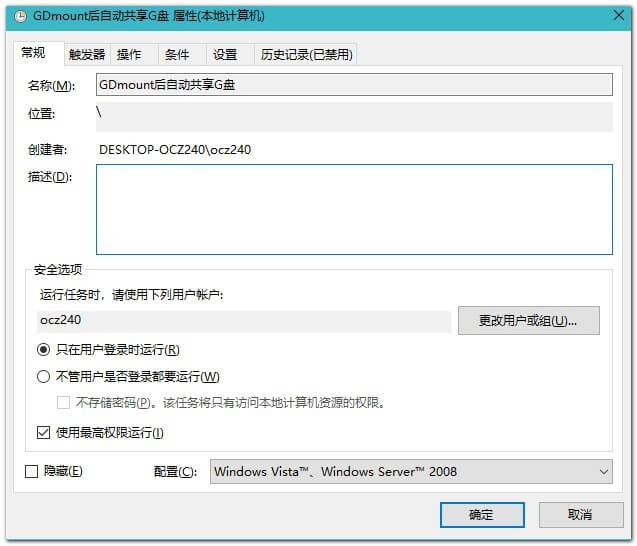 GDmount后自动共享G盘 属性(本地计算机)
常规 触发器 操作 条件 设置 历史记录(已禁用)
名称(M): GDmount后自动共享G盘
位置: \
创建者: DESKTOP-OCZ240\ocz240
描述(D):
安全选项
运行任务时，请使用下列用户帐户:
ocz240 更改用户或组(U)...
只在用户登录时运行(R)
不管用户是否登录都要运行(W)
不存储密码(P)。该任务将只有访问本地计算机资源的权限。
使用最高权限运行(I)
隐藏(E) 配置(C): Windows Vista™、Windows Server™ 2008
确定 取消